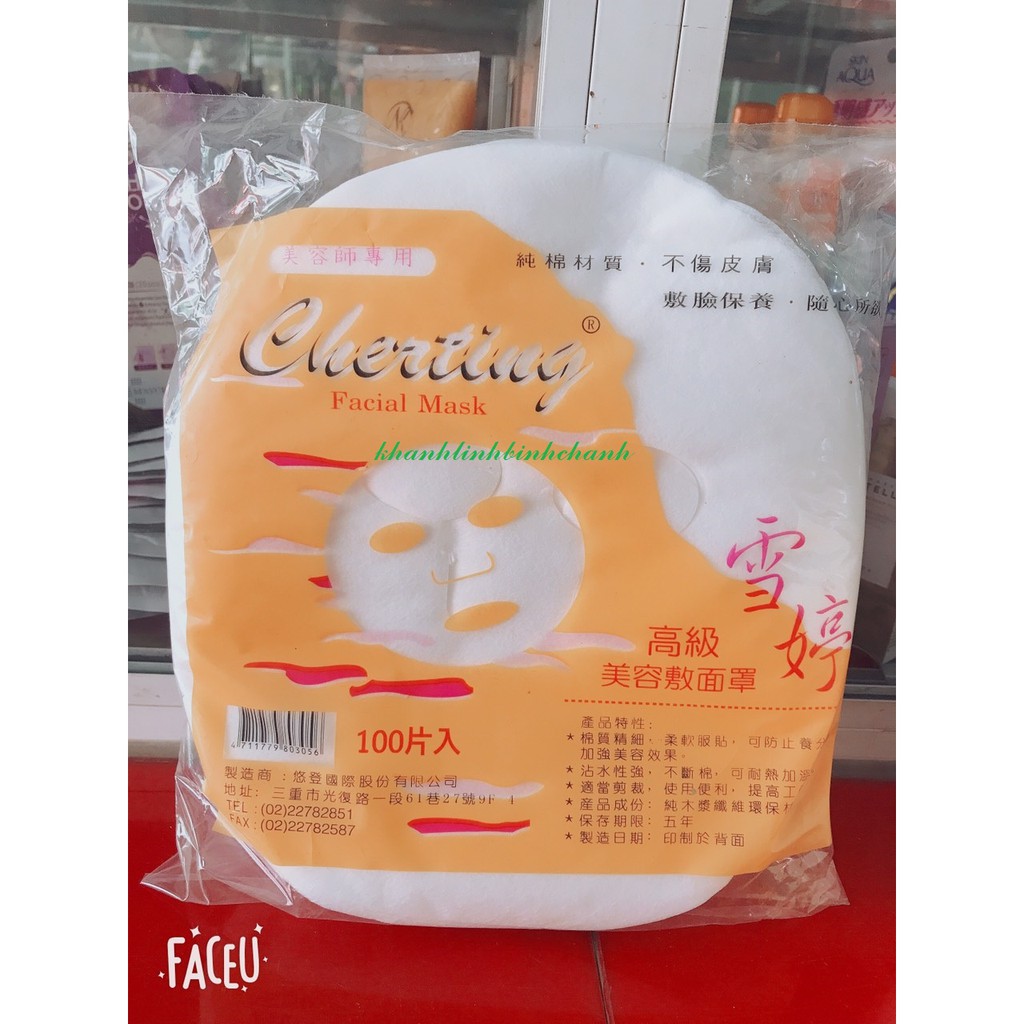 SKIN
AQUA
R
美容師專用
純棉材質．不傷皮膚
敷臉保養．隨心所欲
Cherting®
Facial Mask
khanhlinhbinhchanh
雪婷
高級
美容敷面罩
4711779803056
100片入
製造商：悠登國際股份有限公司
地址：三重市光復路一段61巷27號9F-1
TEL：(02)22782851
FAX：(02)22782587
產品特性：
★棉質精細，柔軟服貼，可防止養
加強美容效果。
★沾水性強，不斷棉，可耐熱加
★適當剪裁，使用便利，提高工
★產品成份：純木漿纖維環保
★保存期限：五年
★製造日期：印制於背面
FACEU